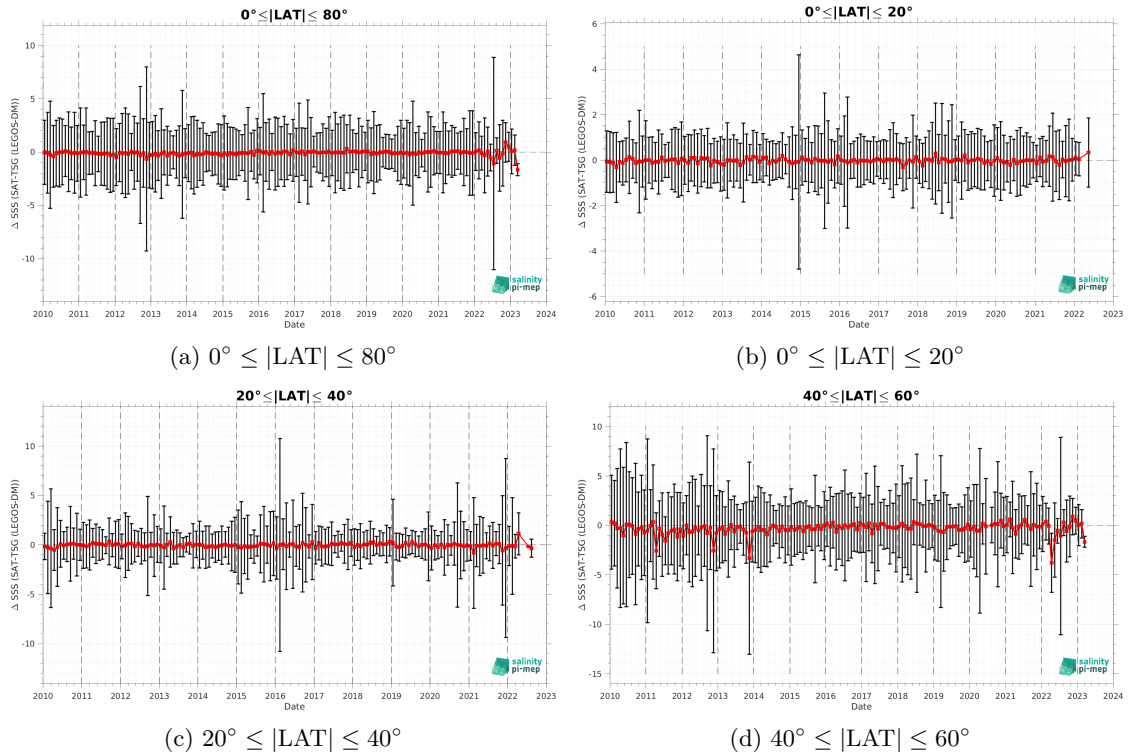 0°≤|LAT|≤ 80°
Δ SSS (SAT-TSG (LEGOS-DM))
10
5
0
-5
-10
salinity
pi-mep
2010 2011 2012 2013 2014 2015 2016 2017 2018 2019 2020 2021 2022 2023 2024
Date
(a) 0° ≤ |LAT| ≤ 80°
0°≤|LAT|≤ 20°
Δ SSS (SAT-TSG (LEGOS-DM))
6
4
2
0
-2
-4
-6
salinity
pi-mep
2010 2011 2012 2013 2014 2015 2016 2017 2018 2019 2020 2021 2022 2023
Date
(b) 0° ≤ |LAT| ≤ 20°
20°≤|LAT|≤ 40°
Δ SSS (SAT-TSG (LEGOS-DM))
10
5
0
-5
-10
salinity
pi-mep
2010 2011 2012 2013 2014 2015 2016 2017 2018 2019 2020 2021 2022 2023
Date
(c) 20° ≤ |LAT| ≤ 40°
40°≤|LAT|≤ 60°
Δ SSS (SAT-TSG (LEGOS-DM))
10
5
0
-5
-10
-15
salinity
pi-mep
2010 2011 2012 2013 2014 2015 2016 2017 2018 2019 2020 2021 2022 2023 2024
Date
(d) 40° ≤ |LAT| ≤ 60°